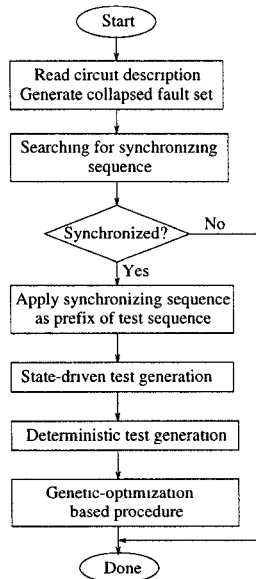 Start
Read circuit description
Generate collapsed fault set
Searching for synchronizing
sequence
Synchronized?
No
Yes
Apply synchronizing sequence
as prefix of test sequence
State-driven test generation
Deterministic test generation
Genetic-optimization
based procedure
Done